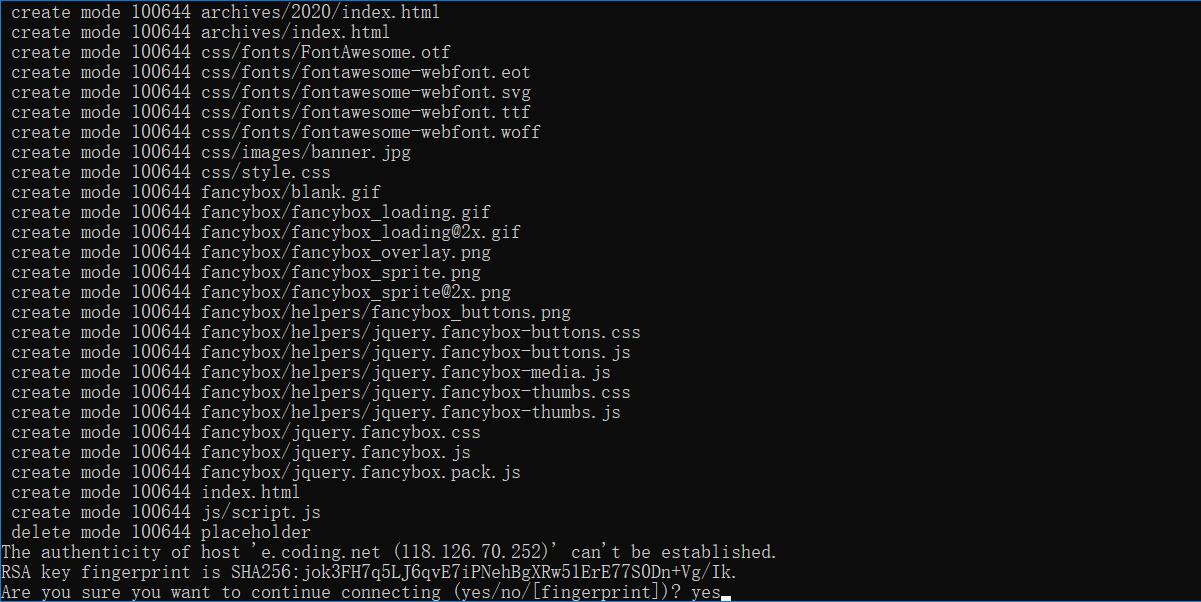 create mode 100644 archives/2020/index.html
create mode 100644 archives/index.html
create mode 100644 css/fonts/FontAwesome.otf
create mode 100644 css/fonts/fontawesome-webfont.eot
create mode 100644 css/fonts/fontawesome-webfont.svg
create mode 100644 css/fonts/fontawesome-webfont.ttf
create mode 100644 css/fonts/fontawesome-webfont.woff
create mode 100644 css/images/banner.jpg
create mode 100644 css/style.css
create mode 100644 fancybox/blank.gif
create mode 100644 fancybox/fancybox_loading.gif
create mode 100644 fancybox/fancybox_loading@2x.gif
create mode 100644 fancybox/fancybox_overlay.png
create mode 100644 fancybox/fancybox_sprite.png
create mode 100644 fancybox/fancybox_sprite@2x.png
create mode 100644 fancybox/helpers/fancybox_buttons.png
create mode 100644 fancybox/helpers/jquery.fancybox-buttons.css
create mode 100644 fancybox/helpers/jquery.fancybox-buttons.js
create mode 100644 fancybox/helpers/jquery.fancybox-media.js
create mode 100644 fancybox/helpers/jquery.fancybox-thumbs.css
create mode 100644 fancybox/helpers/jquery.fancybox-thumbs.js
create mode 100644 fancybox/jquery.fancybox.css
create mode 100644 fancybox/jquery.fancybox.js
create mode 100644 fancybox/jquery.fancybox.pack.js
create mode 100644 index.html
create mode 100644 js/script.js
delete mode 100644 placeholder
The authenticity of host 'e.coding.net (118.126.70.252)' can't be established.
RSA key fingerprint is SHA256:jok3FH7q5LJ6qvE7iPNehBgXRw51ErE77S0Dn+Vg/Ik.
Are you sure you want to continue connecting (yes/no/[fingerprint])? yes